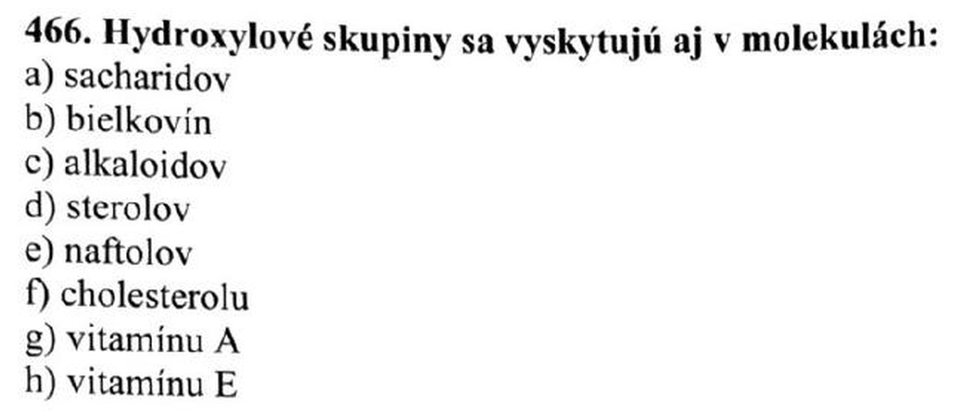 466. Hydroxylové skupiny sa vyskytujú aj v molekulách:
a) sacharidov
b) bielkovín
c) alkaloidov
d) sterolov
e) naftolov
f) cholesterolu
g) vitamínu A
h) vitamínu E